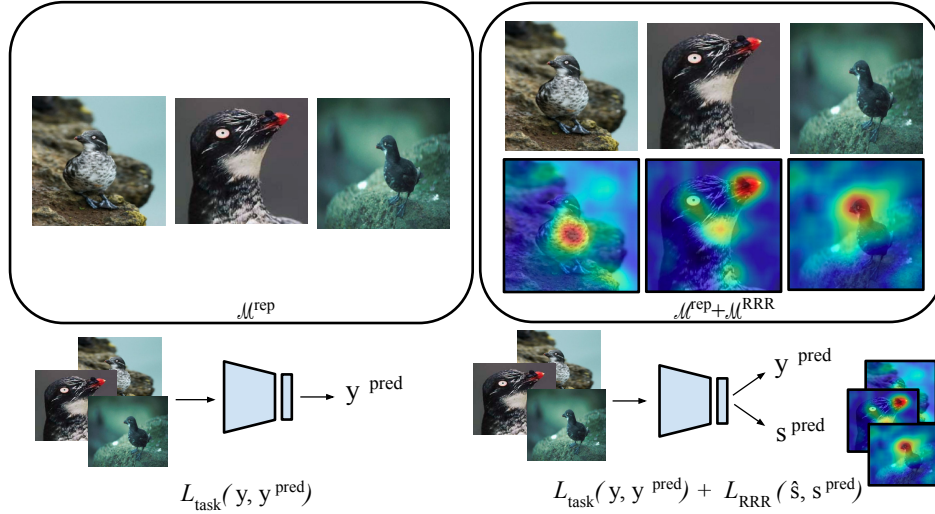 ℳ^rep
ℳ^rep+ℳ^RRR
y ^pred
y ^pred
s ^pred
L_task(y, y ^pred)
L_task(y, y ^pred) + L_RRR (ŝ, s ^pred)